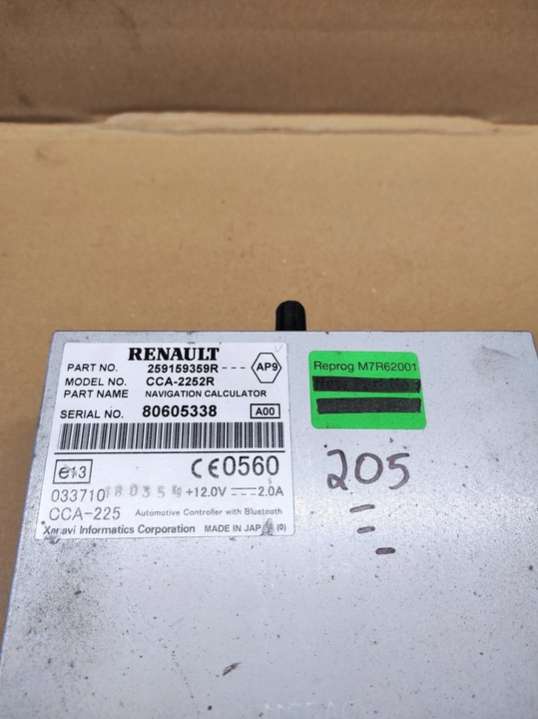 RENAULT
PART NO. 259159359R---- AP9
MODEL NO. CCA-2252R
PART NAME NAVIGATION CALCULATOR
SERIAL NO. 80605338 A00
e13 CE0560
033710 +12.0V 2.0A
CCA-225 Automotive Controller with Bluetooth
Xanavi Informatics Corporation MADE IN JAPAN
Reprog M7R62001
205